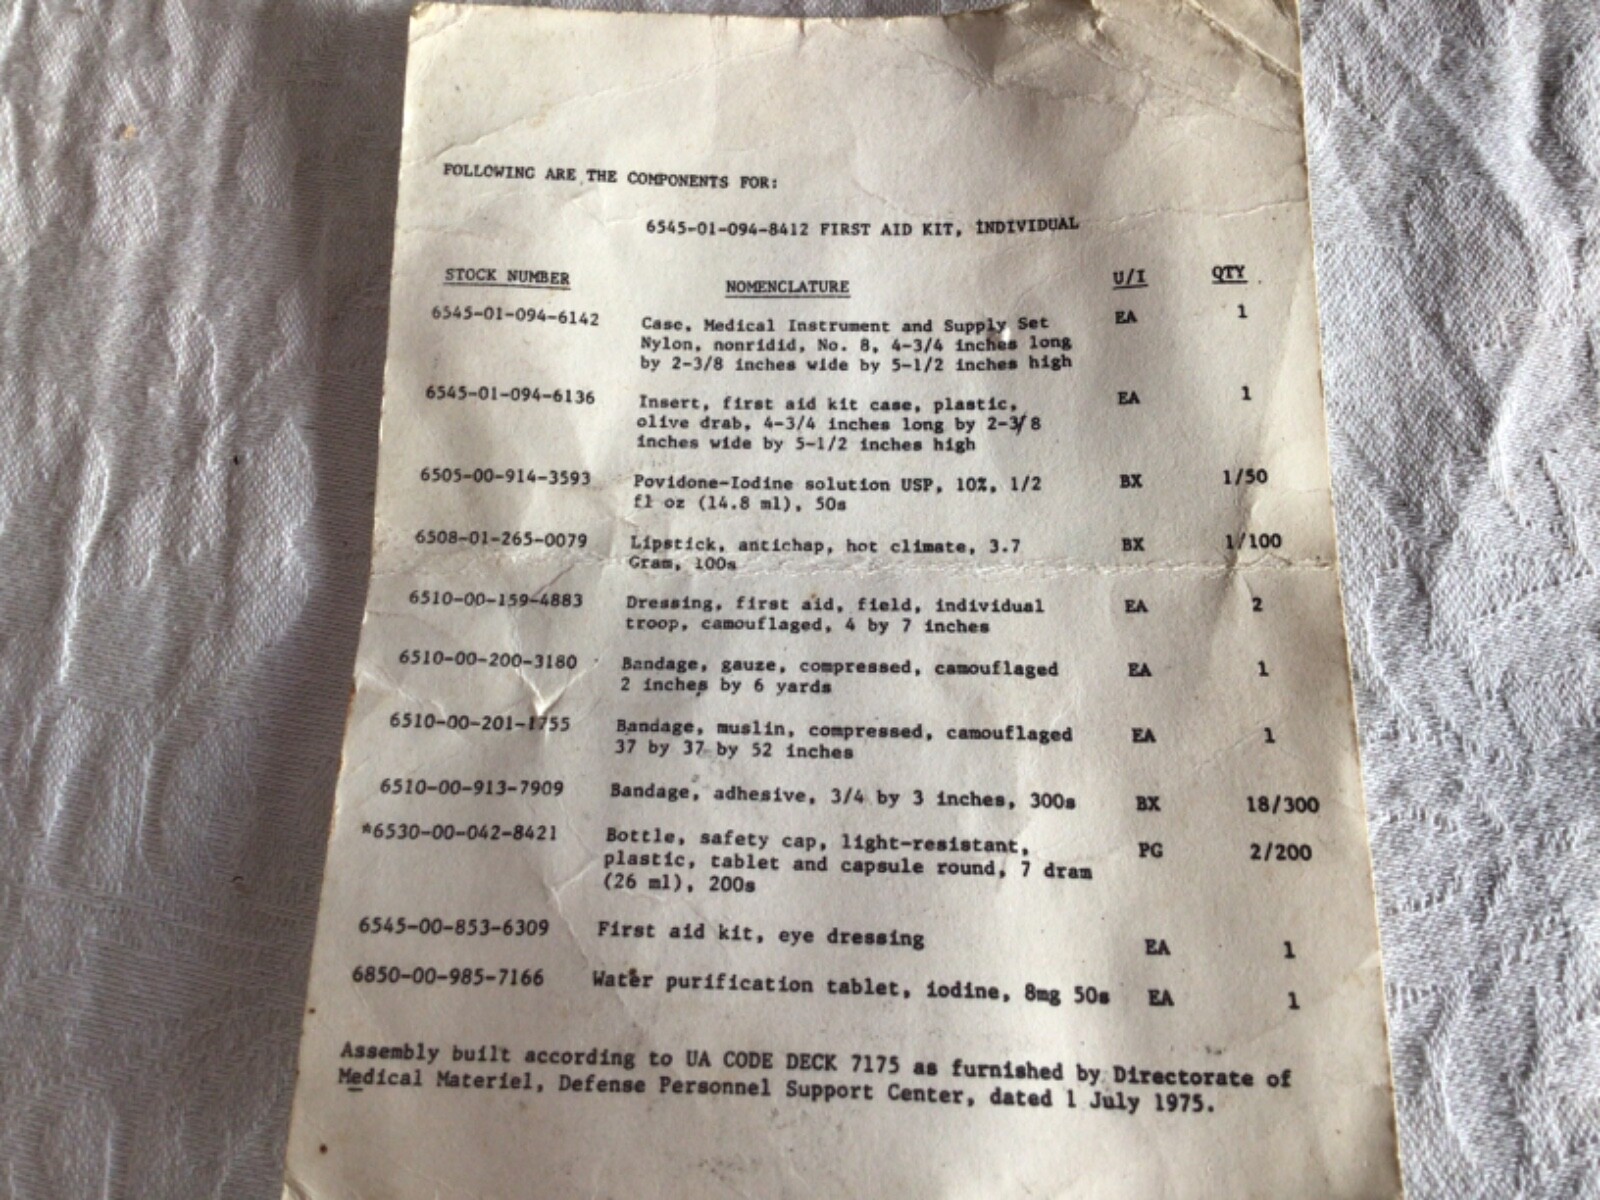 FOLLOWING ARE THE COMPONENTS FOR:
6545-01-094-8412 FIRST AID KIT, INDIVIDUAL
STOCK NUMBER NOMENCLATURE U/I QTY
6545-01-094-6142 Case, Medical Instrument and Supply Set EA 1
Nylon, nonridid, No. 8, 4-3/4 inches long
by 2-3/8 inches wide by 5-1/2 inches high
6545-01-094-6136 Insert, first aid kit case, plastic, EA 1
olive drab, 4-3/4 inches long by 2-3/8
inches wide by 5-1/2 inches high
6505-00-914-3593 Povidone-Iodine solution USP, 10%, 1/2 BX 1/50
fl oz (14.8 ml), 50s
6508-01-265-0079 Lipstick, antichap, hot climate, 3.7 BX 1/100
Gram, 100s
6510-00-159-4883 Dressing, first aid, field, individual EA 2
troop, camouflaged, 4 by 7 inches
6510-00-200-3180 Bandage, gauze, compressed, camouflaged EA 1
2 inches by 6 yards
6510-00-201-1755 Bandage, muslin, compressed, camouflaged EA 1
37 by 37 by 52 inches
6510-00-913-7909 Bandage, adhesive, 3/4 by 3 inches, 300s BX 18/300
*6530-00-042-8421 Bottle, safety cap, light-resistant, PG 2/200
plastic, tablet and capsule round, 7 dram
(26 ml), 200s
6545-00-853-6309 First aid kit, eye dressing EA 1
6850-00-985-7166 Water purification tablet, iodine, 8mg 50s EA 1
Assembly built according to UA CODE DECK 7175 as furnished by Directorate of
Medical Materiel, Defense Personnel Support Center, dated 1 July 1975.